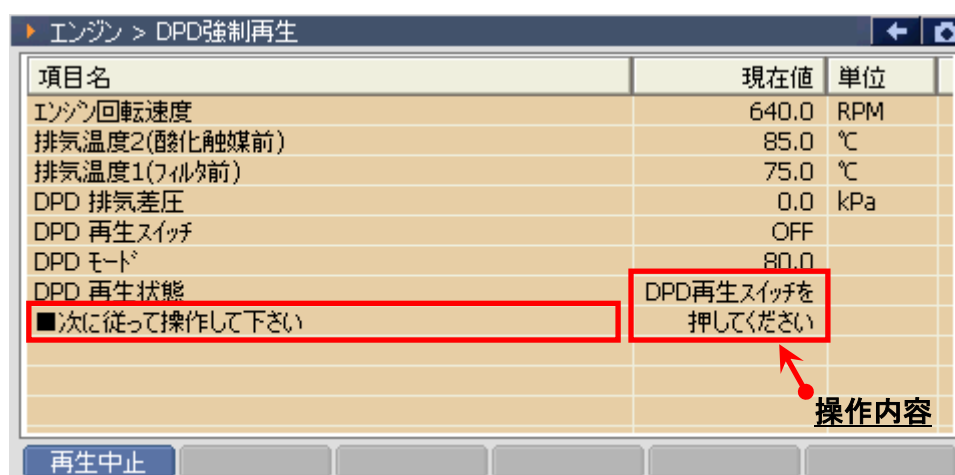 エンジン > DPD強制再生
項目名 現在値 単位
エンジン回転速度 640.0 RPM
排気温度2(酸化触媒前) 85.0 ℃
排気温度1(フィルタ前) 75.0 ℃
DPD 排気差圧 0.0 kPa
DPD 再生スイッチ OFF
DPD モード 80.0
DPD 再生状態 DPD再生スイッチを
■次に従って操作して下さい 押してください
操作内容
再生中止